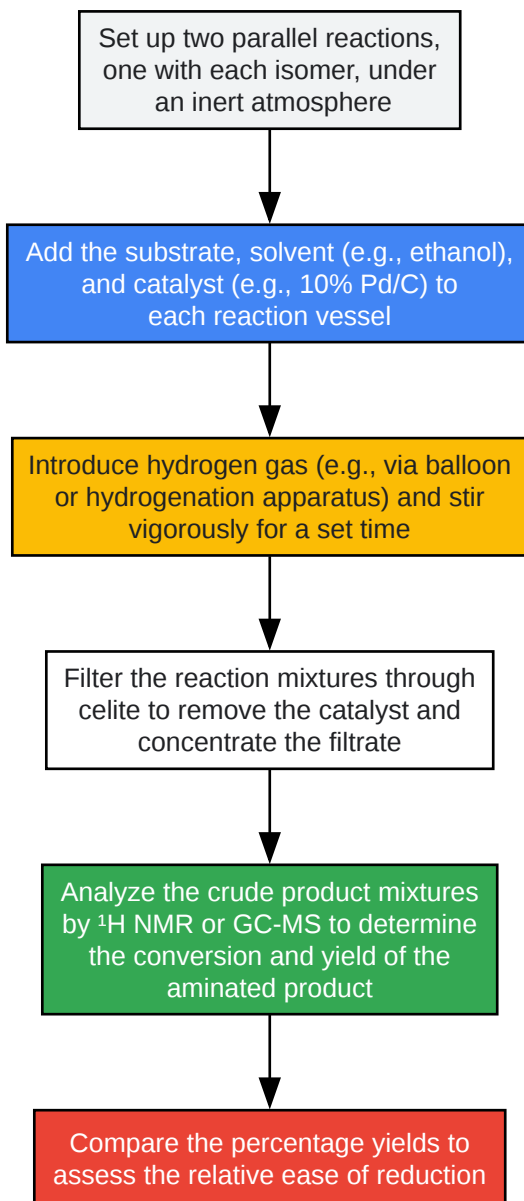 Set up two parallel reactions,
one with each isomer, under
an inert atmosphere
Add the substrate, solvent (e.g., ethanol),
and catalyst (e.g., 10% Pd/C) to
each reaction vessel
Introduce hydrogen gas (e.g., via balloon
or hydrogenation apparatus) and stir
vigorously for a set time
Filter the reaction mixtures through
celite to remove the catalyst and
concentrate the filtrate
Analyze the crude product mixtures
by ¹H NMR or GC-MS to determine
the conversion and yield of the
aminated product
Compare the percentage yields to
assess the relative ease of reduction